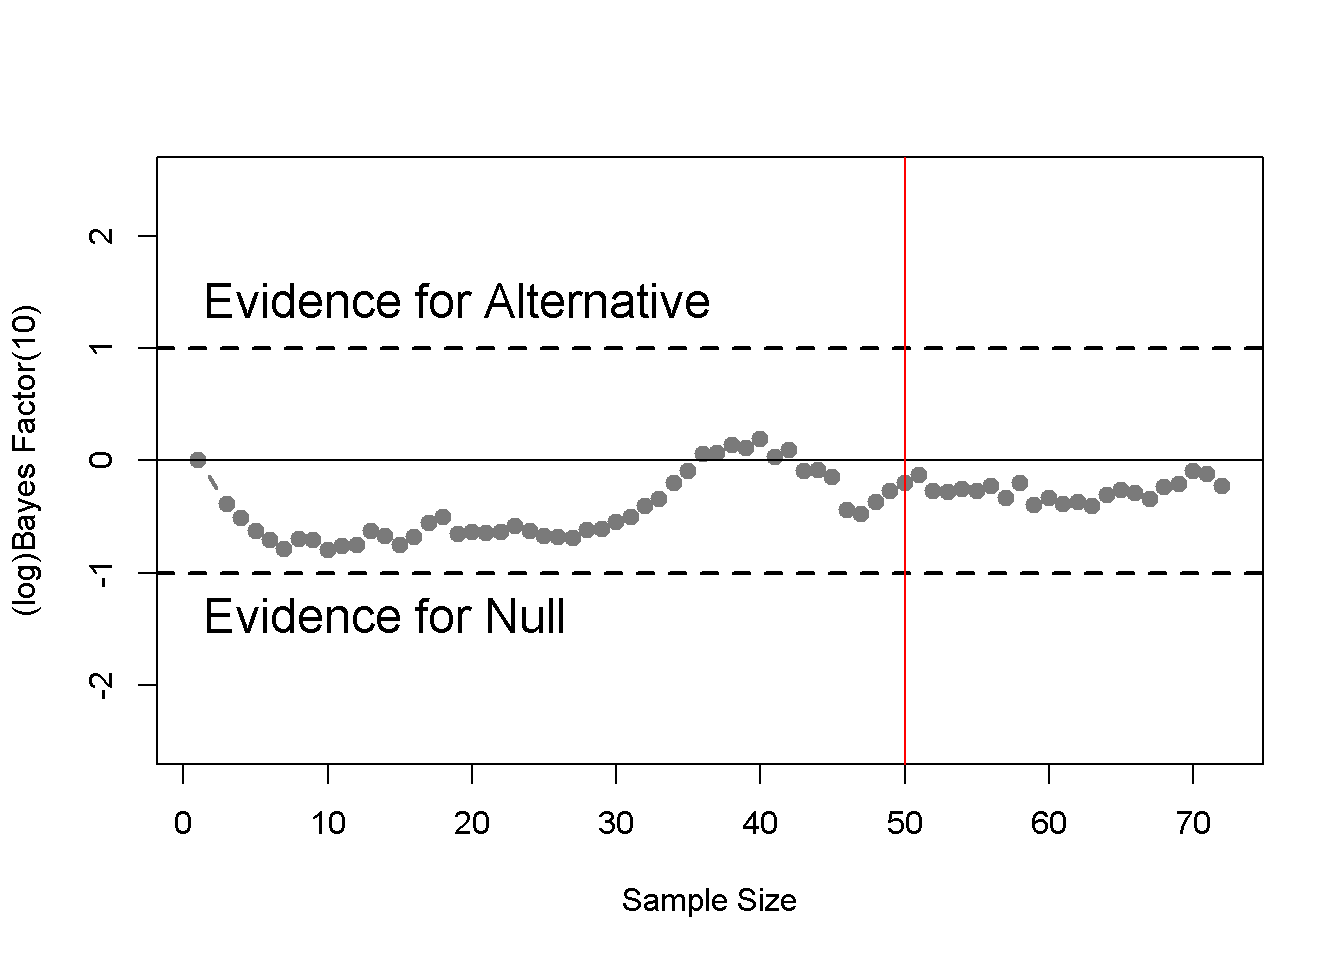 2
Evidence for Alternative
1
(log)Bayes Factor(10)
0
-1
Evidence for Null
-2
0 10 20 30 40 50 60 70
Sample Size